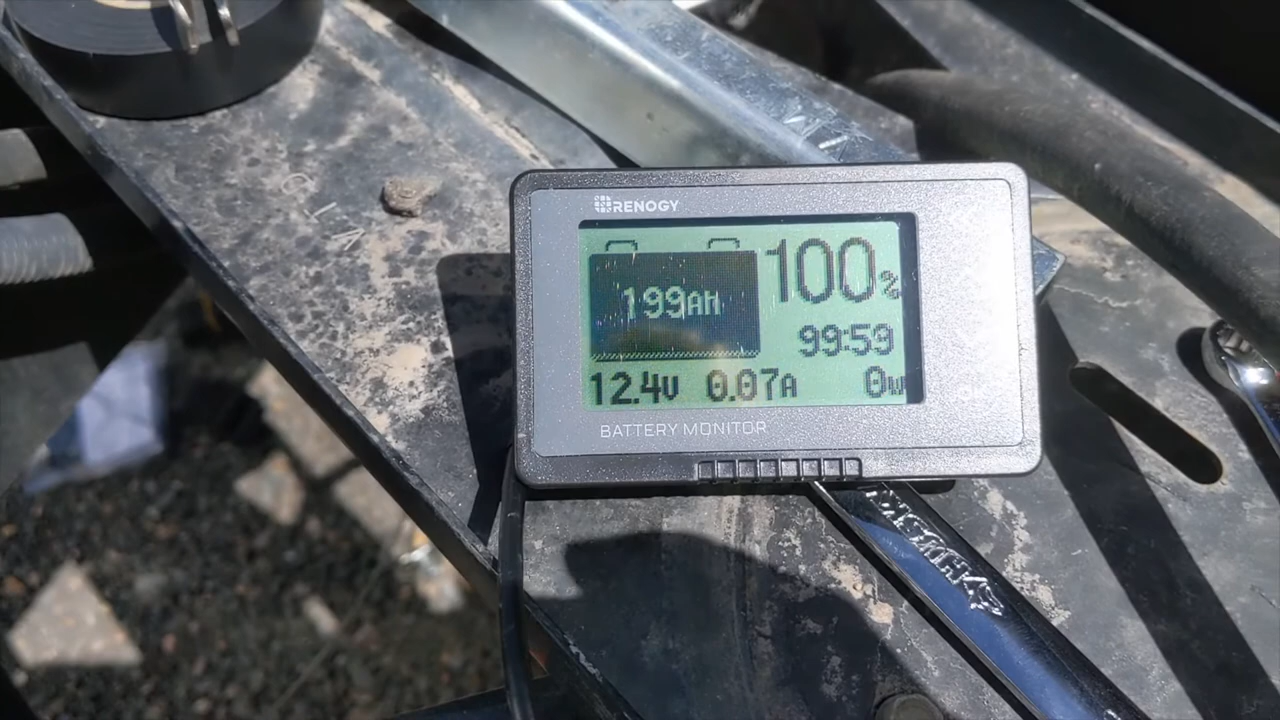 RENOGY
199AH
100%
99:59
12.4V 0.07A 0W
BATTERY MONITOR